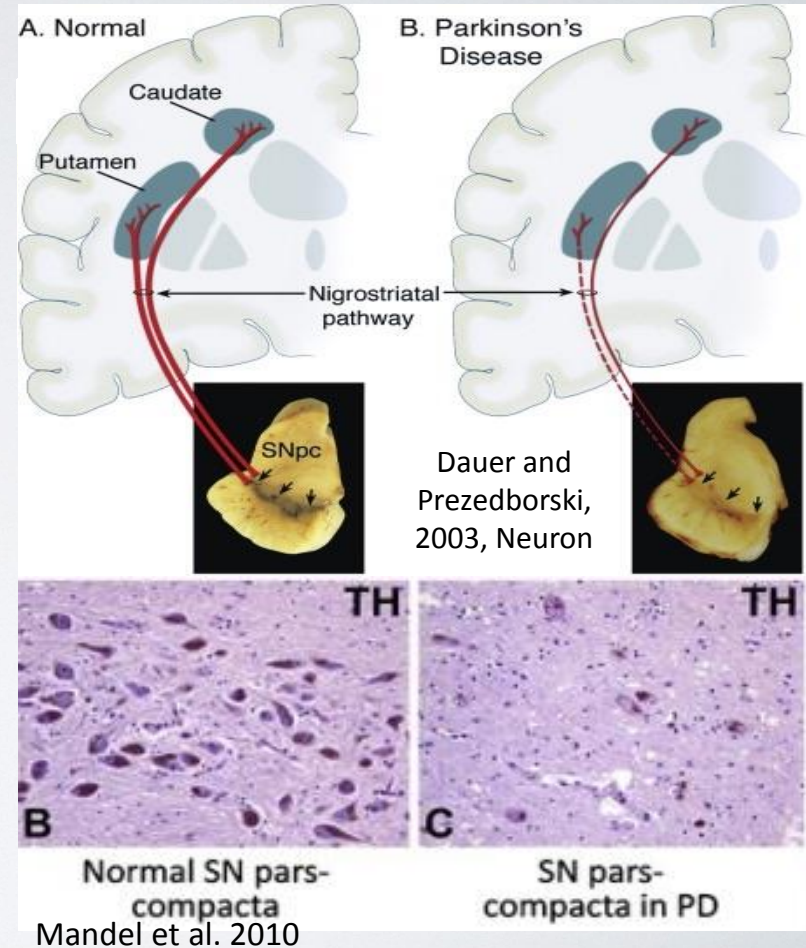 A. Normal
B. Parkinson's
Disease
Caudate
Putamen
Nigrostriatal
pathway
SNpc
Dauer and
Prezedborski,
2003, Neuron
TH
TH
B
C
Normal SN pars-
compacta
SN pars-
compacta in PD
Mandel et al. 2010